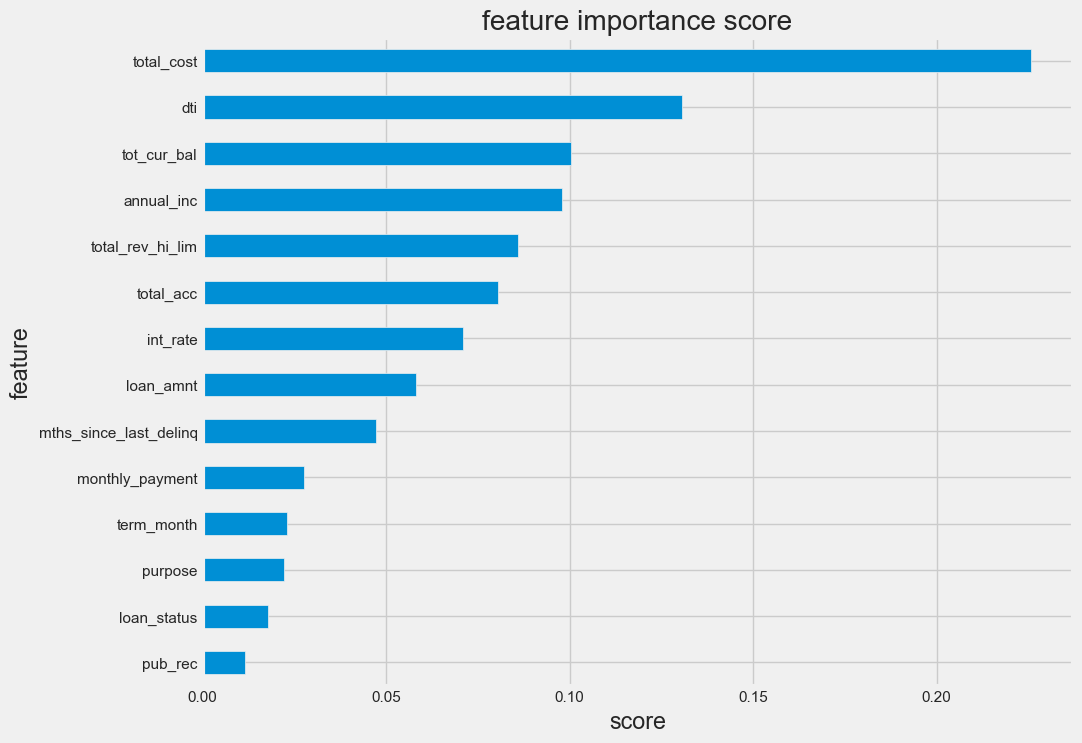 feature importance score
total_cost
dti
tot_cur_bal
annual_inc
total_rev_hi_lim
total_acc
int_rate
loan_amnt
mths_since_last_delinq
monthly_payment
term_month
purpose
loan_status
pub_rec
feature
0.00 0.05 0.10 0.15 0.20
score